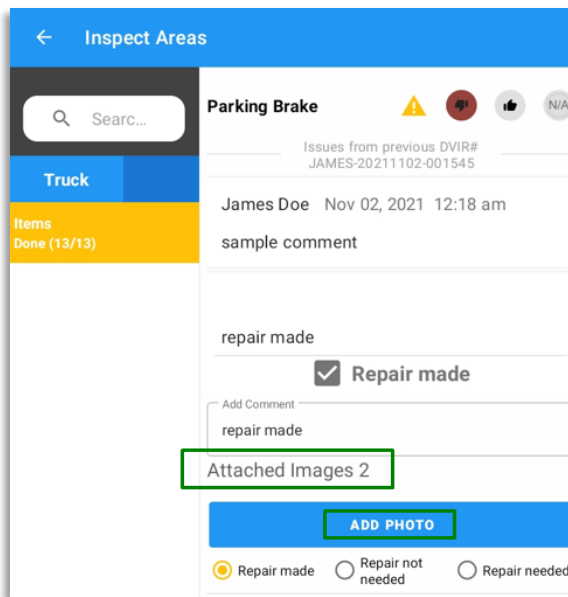 Inspect Areas
Searc...
Truck
Items
Done (13/13)
Parking Brake
N/A
Issues from previous DVIR#
JAMES-20211102-001545
James Doe Nov 02, 2021 12:18 am
sample comment
repair made
Repair made
Add Comment
repair made
Attached Images 2
ADD PHOTO
Repair made
Repair not
needed
Repair needed